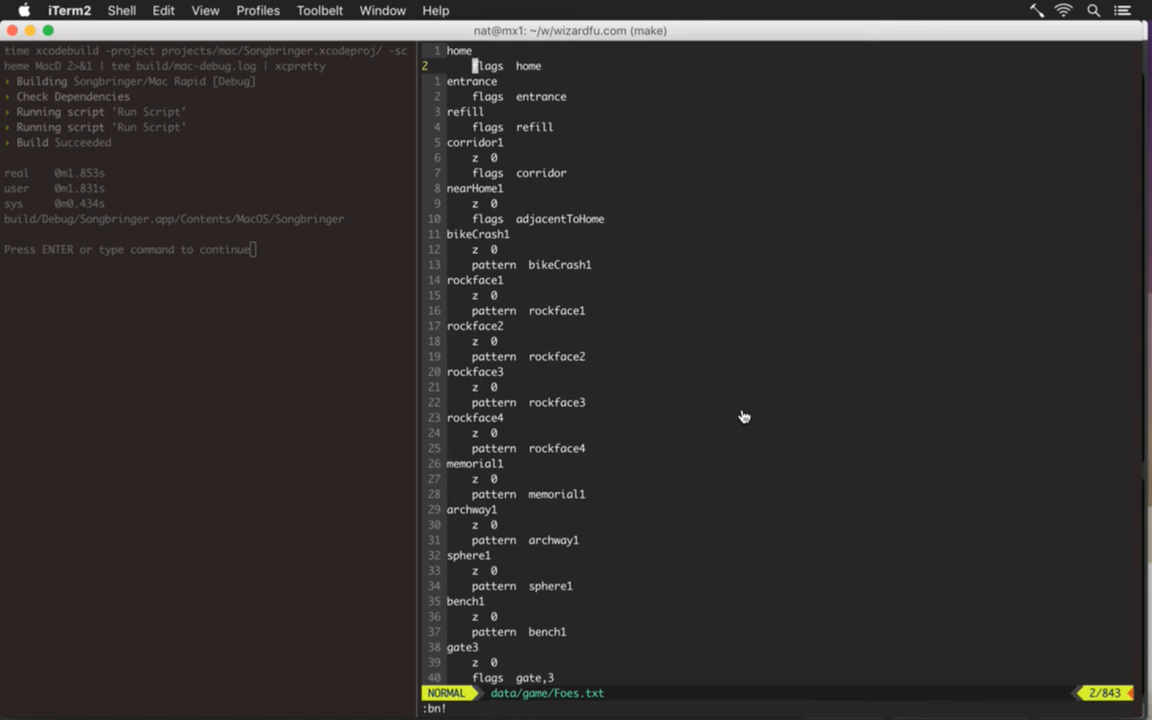 iTerm2 Shell Edit View Profiles Toolbelt Window Help
nat@mx1: ~/w/wizardfu.com (make)
time xcodebuild -project projects/mac/Songbringer.xcodeproj/ -sc
heme MacD 2>&1 | tee build/mac-debug.log | xcpretty
› Building Songbringer/Mac Rapid [Debug]
› Check Dependencies
› Running script 'Run Script'
› Running script 'Run Script'
› Build Succeeded
real 0m1.853s
user 0m1.831s
sys 0m0.434s
build/Debug/Songbringer.app/Contents/MacOS/Songbringer
Press ENTER or type command to continue
1 home
2 flags home
1 entrance
2 flags entrance
3 refill
4 flags refill
5 corridor1
6 z 0
7 flags corridor
8 nearHome1
9 z 0
10 flags adjacentToHome
11 bikeCrash1
12 z 0
13 pattern bikeCrash1
14 rockface1
15 z 0
16 pattern rockface1
17 rockface2
18 z 0
19 pattern rockface2
20 rockface3
21 z 0
22 pattern rockface3
23 rockface4
24 z 0
25 pattern rockface4
26 memorial1
27 z 0
28 pattern memorial1
29 archway1
30 z 0
31 pattern archway1
32 sphere1
33 z 0
34 pattern sphere1
35 bench1
36 z 0
37 pattern bench1
38 gate3
39 z 0
40 flags gate,3
NORMAL data/game/Foes.txt 2/843
:bn!